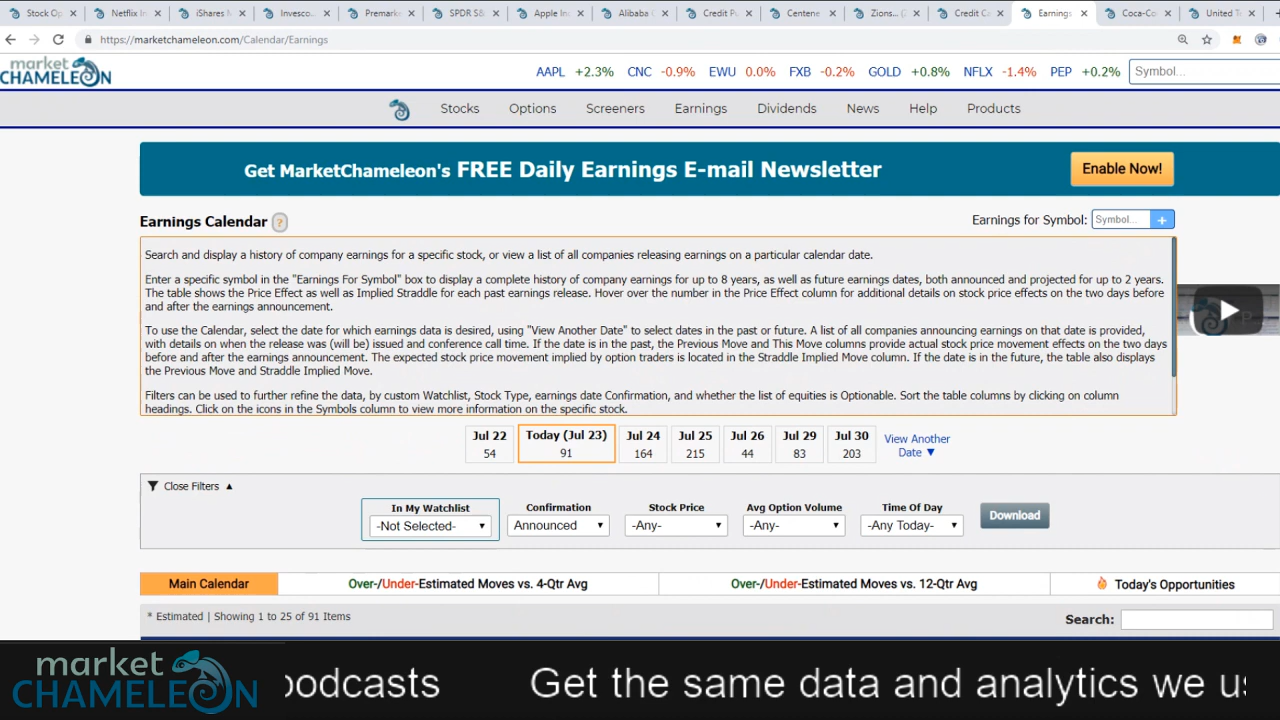 Stock Op
Netflix In
iShares M
Invesco
Premark
SPDR S&
Apple In
Alibaba
Credit Pu
Centene
Zions...
Credit Ca
Earnings
Coca-Co
United T
https://marketchameleon.com/Calendar/Earnings
market
CHAMELEON
AAPL +2.3% CNC -0.9% EWU 0.0% FXB -0.2% GOLD +0.8% NFLX -1.4% PEP +0.2%
Symbol...
Stocks Options Screeners Earnings Dividends News Help Products
Get MarketChameleon's FREE Daily Earnings E-mail Newsletter
Enable Now!
Earnings Calendar ?
Earnings for Symbol: Symbol... +
Search and display a history of company earnings for a specific stock, or view a list of all companies releasing earnings on a particular calendar date.
Enter a specific symbol in the "Earnings For Symbol" box to display a complete history of company earnings for up to 8 years, as well as future earnings dates, both announced and projected for up to 2 years.
The table shows the Price Effect as well as Implied Straddle for each past earnings release. Hover over the number in the Price Effect column for additional details on stock price effects on the two days before
and after the earnings announcement.
To use the Calendar, select the date for which earnings data is desired, using "View Another Date" to select dates in the past or future. A list of all companies announcing earnings on that date is provided,
with details on when the release was (will be) issued and conference call time. If the date is in the past, the Previous Move and This Move columns provide actual stock price movement effects on the two days
before and after the earnings announcement. The expected stock price movement implied by option traders is located in the Straddle Implied Move column. If the date is in the future, the table also displays
the Previous Move and Straddle Implied Move.
Filters can be used to further refine the data, by custom Watchlist, Stock Type, earnings date Confirmation, and whether the list of equities is Optionable. Sort the table columns by clicking on column
headings. Click on the icons in the Symbols column to view more information on the specific stock.
Jul 22 Today (Jul 23) Jul 24 Jul 25 Jul 26 Jul 29 Jul 30 View Another
54 91 164 215 44 83 203 Date ▼
Close Filters ▲
In My Watchlist Confirmation Stock Price Avg Option Volume Time Of Day
-Not Selected- Announced -Any- -Any- -Any Today- Download
Main Calendar Over-/Under-Estimated Moves vs. 4-Qtr Avg Over-/Under-Estimated Moves vs. 12-Qtr Avg Today's Opportunities
* Estimated | Showing 1 to 25 of 91 Items
Search:
market
CHAMELEON
podcasts Get the same data and analytics we us